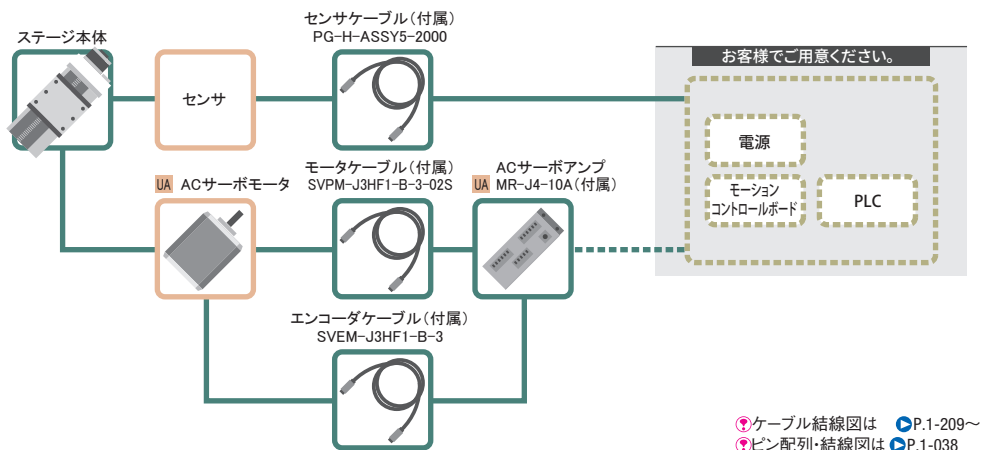 ステージ本体
センサ
センサケーブル（付属）
PG-H-ASSY5-2000
お客様でご用意ください。
電源
モーション
コントロールボード
PLC
UA ACサーボモータ
モータケーブル（付属）
SVPM-J3HF1-B-3-02S
ACサーボアンプ
UA MR-J4-10A（付属）
エンコーダケーブル（付属）
SVEM-J3HF1-B-3
ケーブル結線図は P.1-209～
ピン配列・結線図は P.1-038